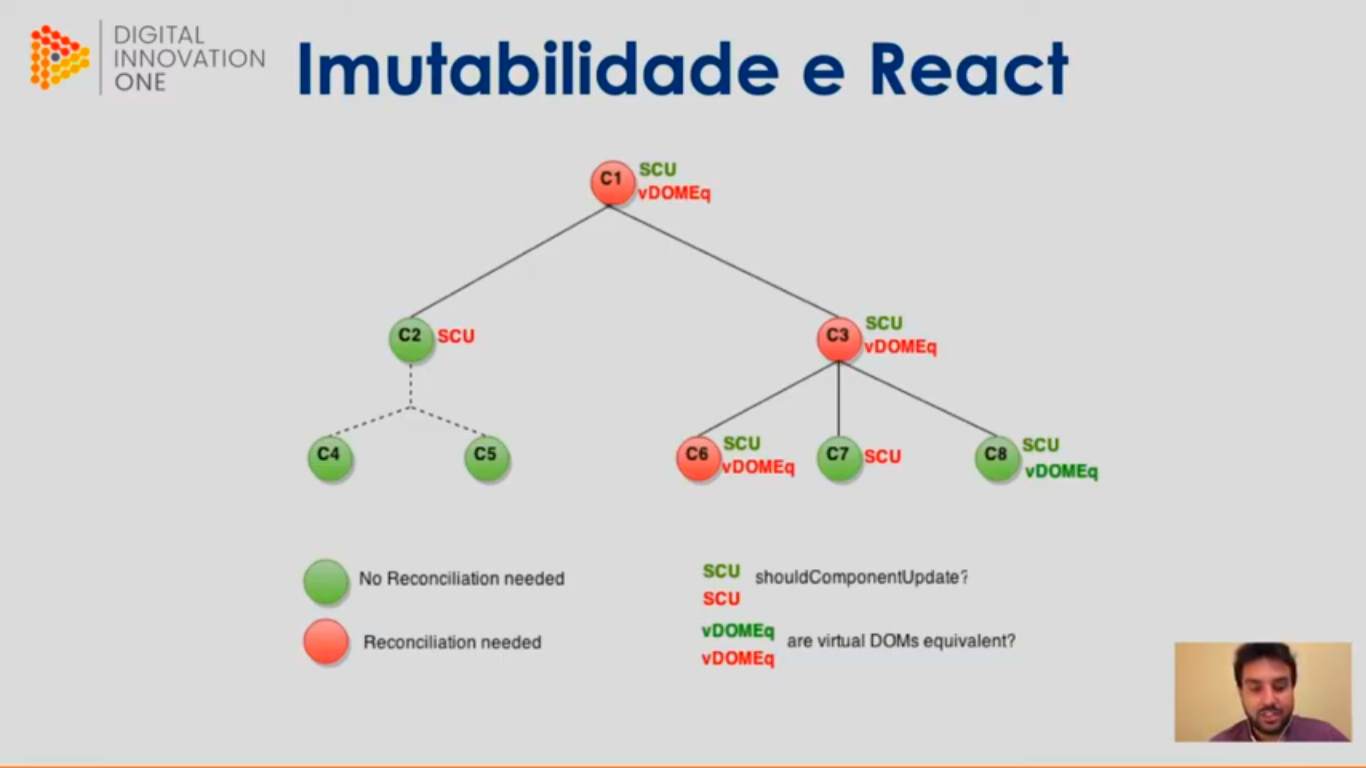 DIGITAL
INNOVATION
ONE
Imutabilidade e React
C1
SCU
vDOMEq
C2
SCU
C3
SCU
vDOMEq
C4
C5
C6
SCU
vDOMEq
C7
SCU
C8
SCU
vDOMEq
No Reconciliation needed
Reconciliation needed
SCU
SCU
shouldComponentUpdate?
vDOMEq
vDOMEq
are virtual DOMs equivalent?